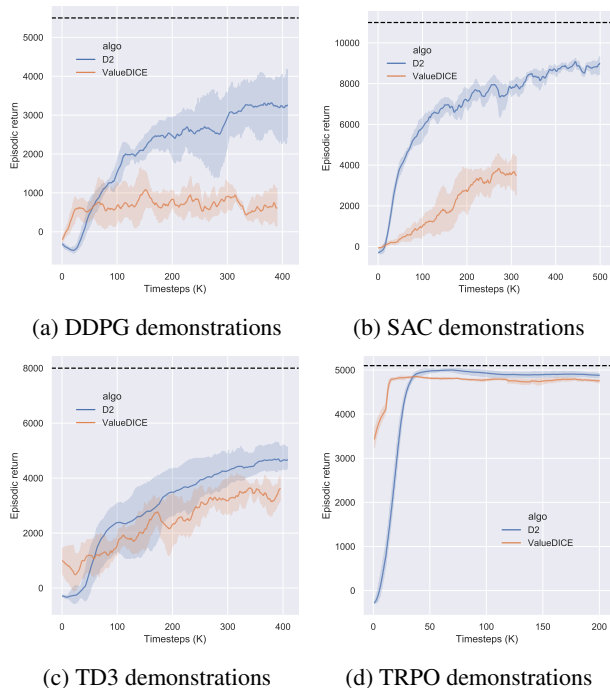 5000
4000
3000
2000
1000
0
Episodic return
algo
D2
ValueDICE
0 100 200 300 400
Timesteps (K)
(a) DDPG demonstrations
10000
8000
6000
4000
2000
0
Episodic return
algo
D2
ValueDICE
0 100 200 300 400 500
Timesteps (K)
(b) SAC demonstrations
8000
6000
4000
2000
0
Episodic return
algo
D2
ValueDICE
0 100 200 300 400
Timesteps (K)
(c) TD3 demonstrations
5000
4000
3000
2000
1000
0
Episodic return
algo
D2
ValueDICE
0 50 100 150 200
Timesteps (K)
(d) TRPO demonstrations